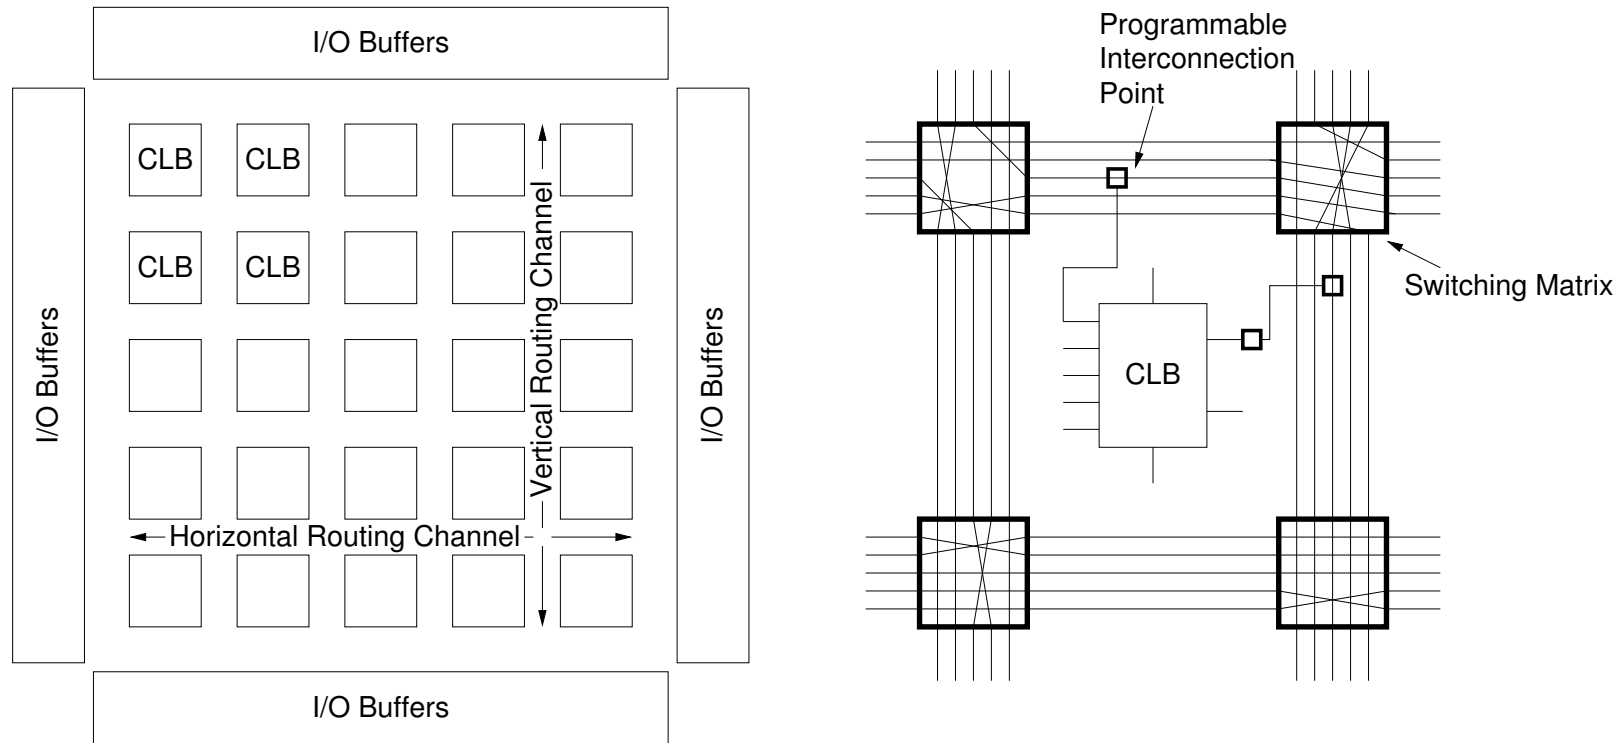 I/O Buffers
I/O Buffers
CLB
CLB
CLB
CLB
Vertical Routing Channel
Horizontal Routing Channel
I/O Buffers
I/O Buffers
Programmable
Interconnection
Point
Switching Matrix
CLB